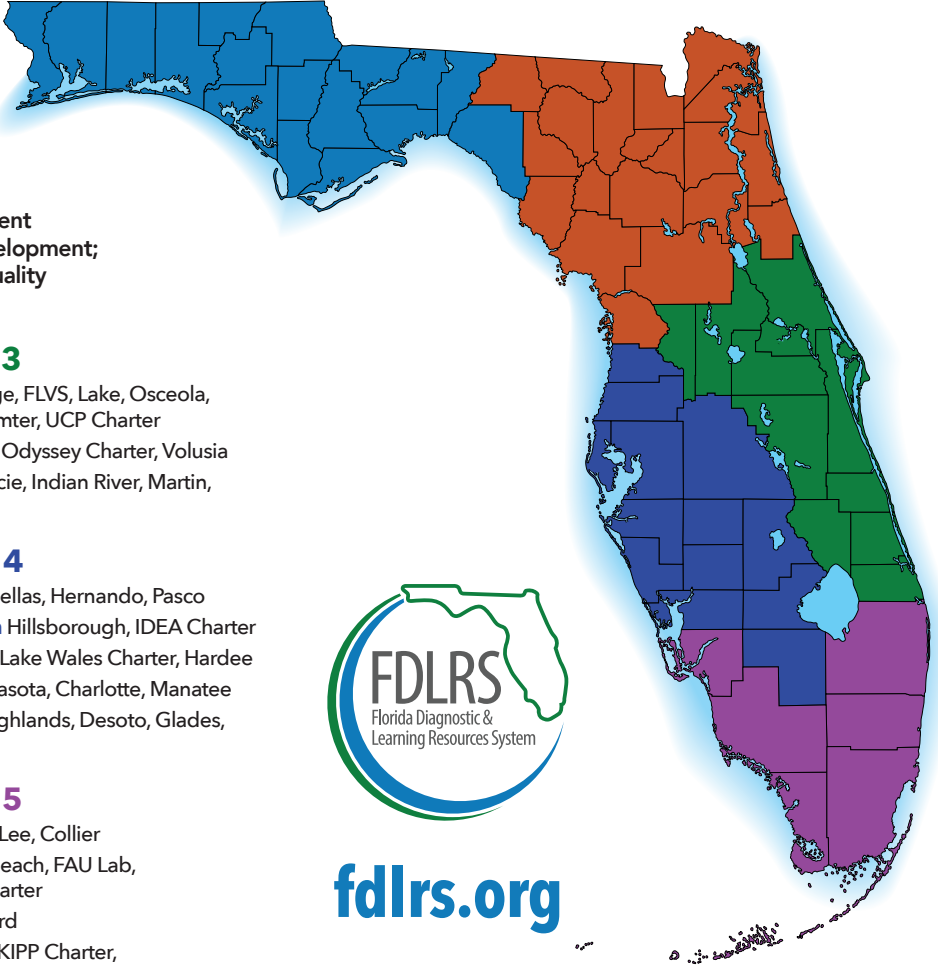 ent
elopment;
uality
3
ge, FLVS, Lake, Osceola,
mter, UCP Charter
Odyssey Charter, Volusia
cie, Indian River, Martin,
4
ellas, Hernando, Pasco
Hillsborough, IDEA Charter
Lake Wales Charter, Hardee
asota, Charlotte, Manatee
ghlands, Desoto, Glades,
5
Lee, Collier
each, FAU Lab,
arter
rd
KIPP Charter,
FDLRS
Florida Diagnostic &
Learning Resources System
fdlrs.org